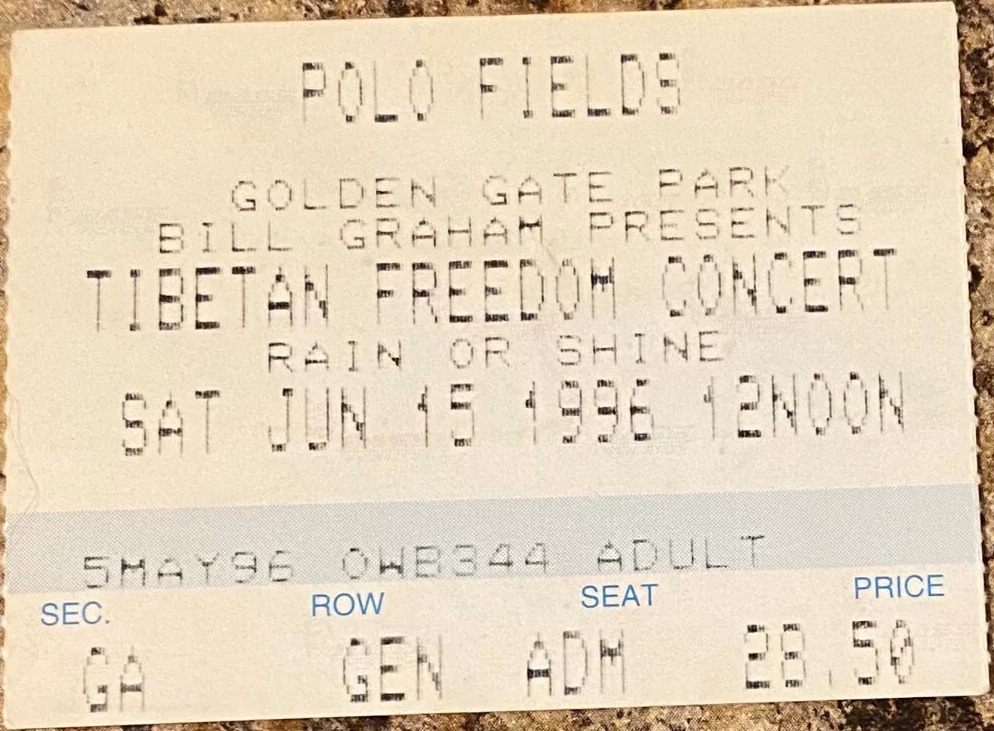 POLO FIELDS
GOLDEN GATE PARK
BILL GRAHAM PRESENTS
TIBETAN FREEDOM CONCERT
RAIN OR SHINE
SAT JUN 15 1996 12NOON
5MAY96 OWB344 ADULT
SEC. ROW SEAT PRICE
GA GEN ADM 28.50